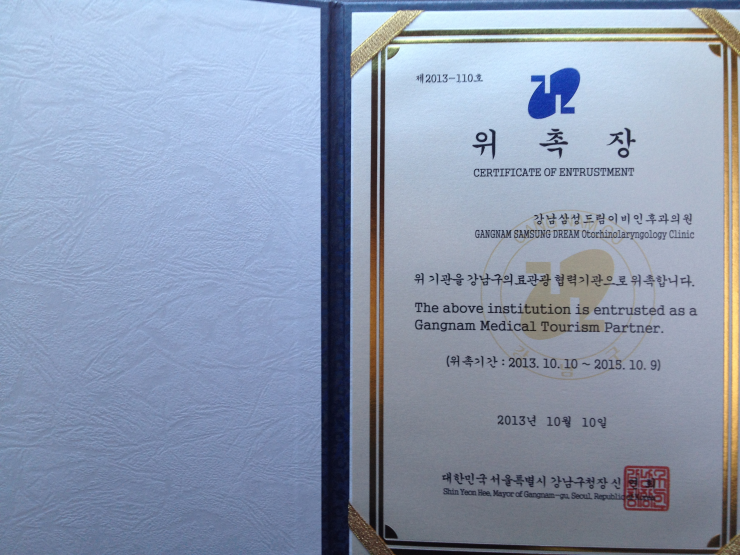 제2013-110호
위 촉 장
CERTIFICATE OF ENTRUSTMENT
강남삼성드림이비인후과의원
GANGNAM SAMSUNG DREAM Otorhinolaryngology Clinic
위 기관을 강남구의료관광 협력기관으로 위촉합니다.
The above institution is entrusted as a
Gangnam Medical Tourism Partner.
(위촉기간 : 2013. 10. 10 ~ 2015. 10. 9)
2013년 10월 10일
대한민국 서울특별시 강남구청장 신 연 희
Shin Yeon Hee, Mayor of Gangnam-gu, Seoul, Republic of Korea